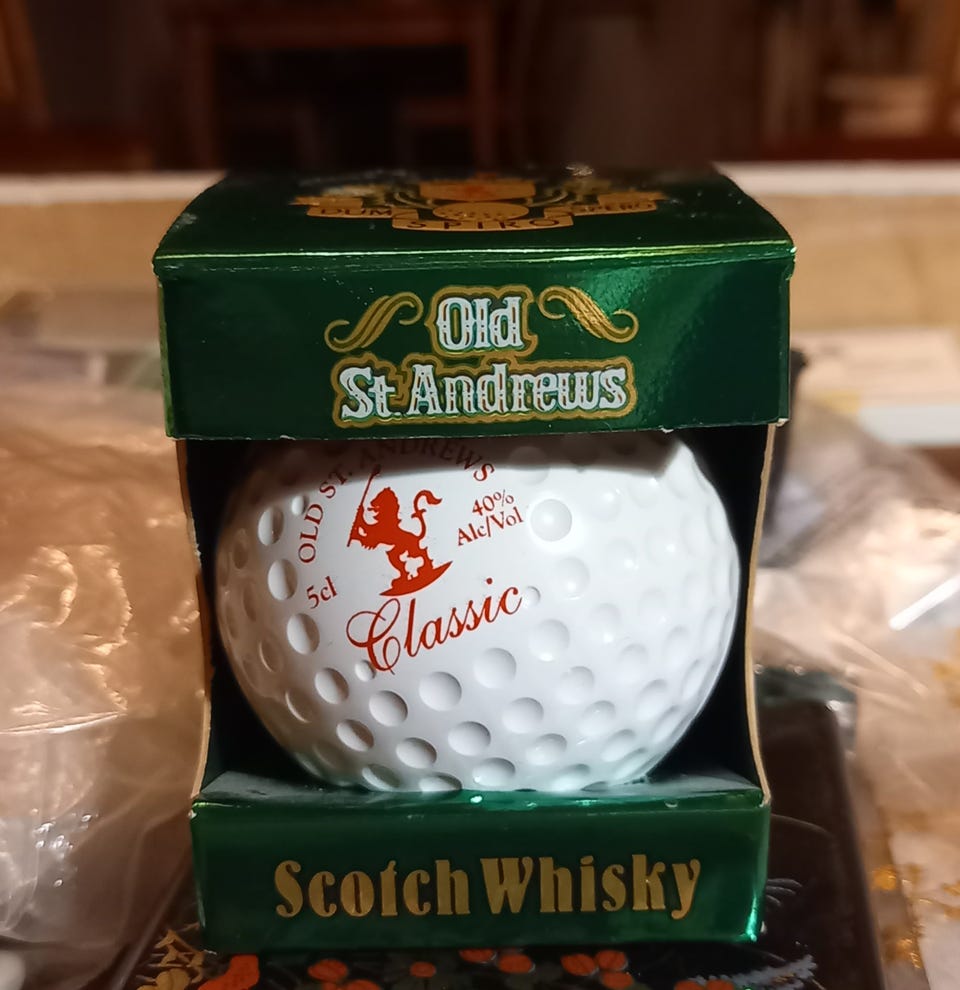 DUM SPIRO SPERO
Old
St. Andrews
OLD ST. ANDREWS
40%
Alc/Vol
5cl
Classic
Scotch Whisky